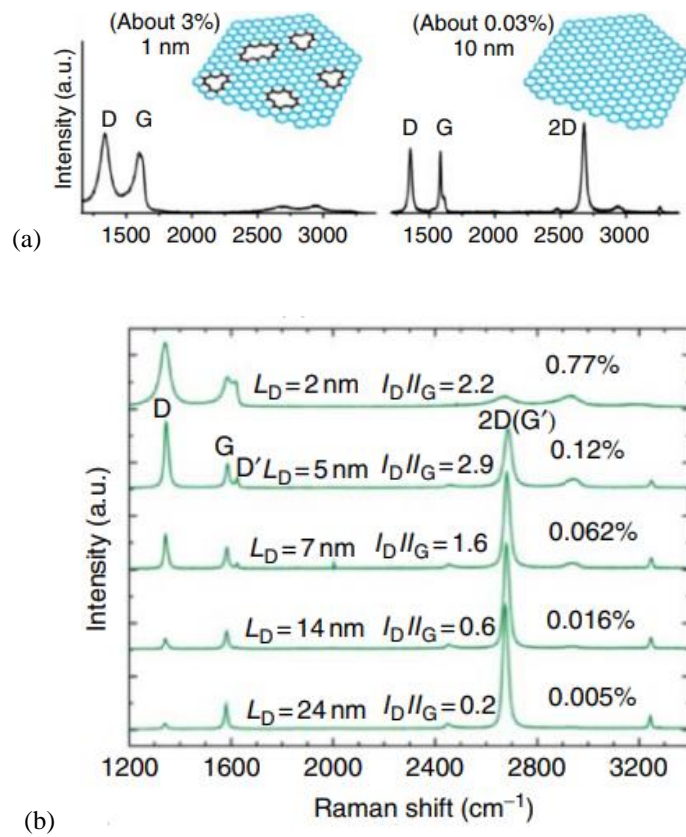 (About 3%)
1 nm
(About 0.03%)
10 nm
Intensity (a.u.)
D G
D G 2D
1500 2000 2500 3000
1500 2000 2500 3000
(a)
L_D = 2 nm I_D/I_G = 2.2 0.77%
D 2D(G′)
G
D′ L_D = 5 nm I_D/I_G = 2.9 0.12%
L_D = 7 nm I_D/I_G = 1.6 0.062%
L_D = 14 nm I_D/I_G = 0.6 0.016%
L_D = 24 nm I_D/I_G = 0.2 0.005%
Intensity (a.u.)
1200 1600 2000 2400 2800 3200
Raman shift (cm⁻¹)
(b)